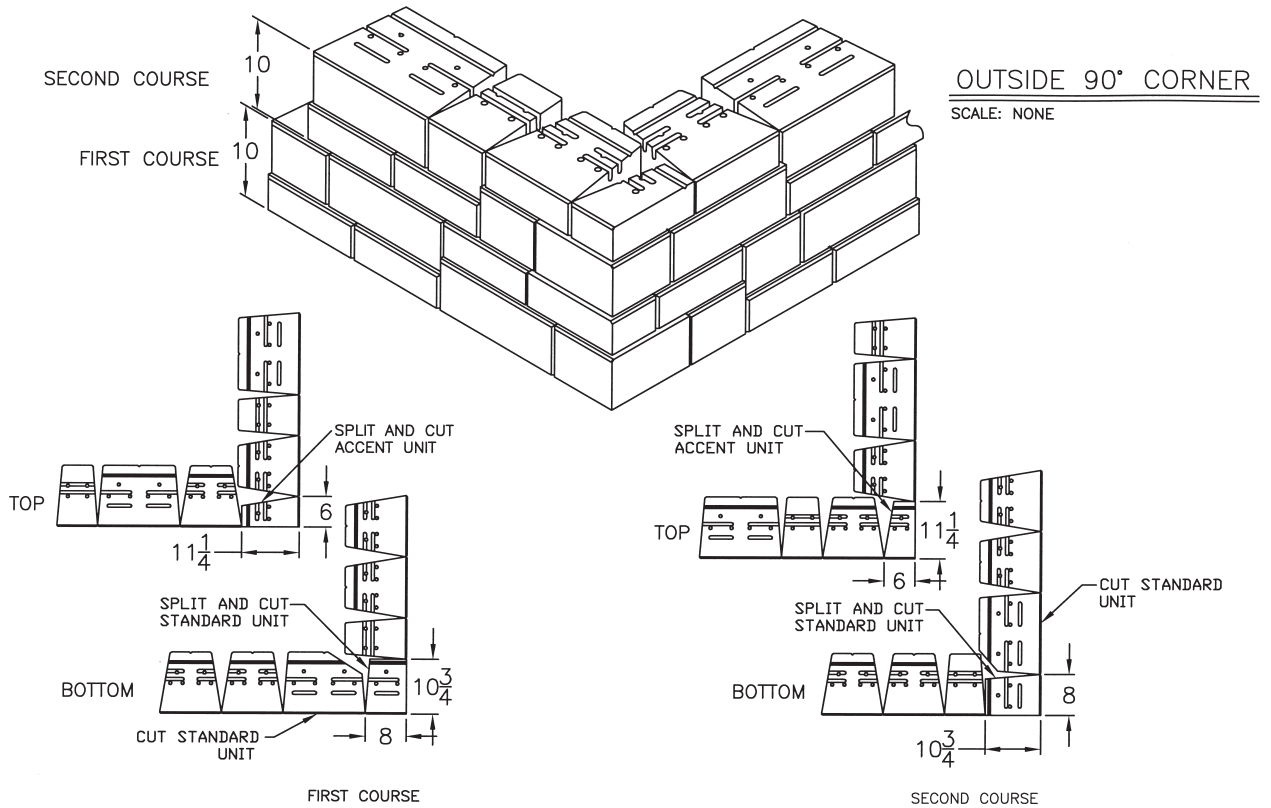 SECOND COURSE
10
FIRST COURSE
10
OUTSIDE 90° CORNER
SCALE: NONE
SPLIT AND CUT
ACCENT UNIT
TOP
6
11 1/4
SPLIT AND CUT
STANDARD UNIT
BOTTOM
10 3/4
8
CUT STANDARD
UNIT
FIRST COURSE
SPLIT AND CUT
ACCENT UNIT
TOP
11 1/4
6
CUT STANDARD
UNIT
SPLIT AND CUT
STANDARD UNIT
BOTTOM
8
10 3/4
SECOND COURSE